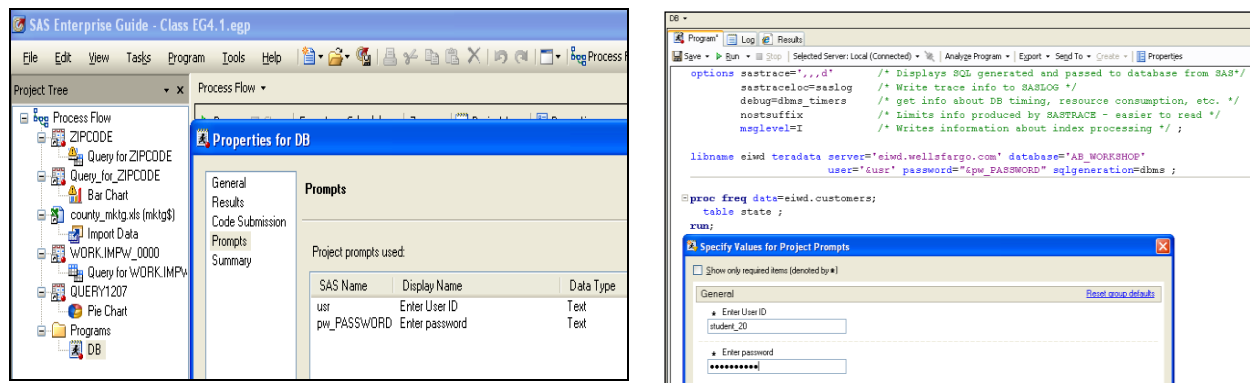 SAS Enterprise Guide - Class EG4.1.egp
File Edit View Tasks Program Tools Help Process F
Project Tree
Process Flow
Process Flow
ZIPCODE
Query for ZIPCODE
Query_for_ZIPCODE
Bar Chart
county_mktg.xls (mktg$)
Import Data
WORK.IMPW_0000
Query for WORK.IMPW
QUERY1207
Pie Chart
Programs
DB
Properties for DB
General
Results
Code Submission
Prompts
Summary
Prompts
Project prompts used:
SAS Name Display Name Data Type
usr Enter User ID Text
pw_PASSWORD Enter password Text
DB
Program* Log Results
Save Run Stop Selected Server: Local (Connected) Analyze Program Export Send To Create Properties
options sastrace=",,,d" /* Displays SQL generated and passed to database from SAS*/
sastraceloc=saslog /* Write trace info to SASLOG */
debug=dbms_timers /* get info about DB timing, resource consumption, etc. */
nostsuffix /* Limits info produced by SASTRACE - easier to read */
msglevel=I /* Writes information about index processing */ ;
libname eiwd teradata server="eiwd.wellsfargo.com" database="AB_WORKSHOP"
user="&usr" password="&pw_PASSWORD" sqlgeneration=dbms ;
proc freq data=eiwd.customers;
table state ;
run;
Specify Values for Project Prompts
Show only required items (denoted by *)
General Reset group defaults
* Enter User ID
student_20
* Enter password
••••••••••